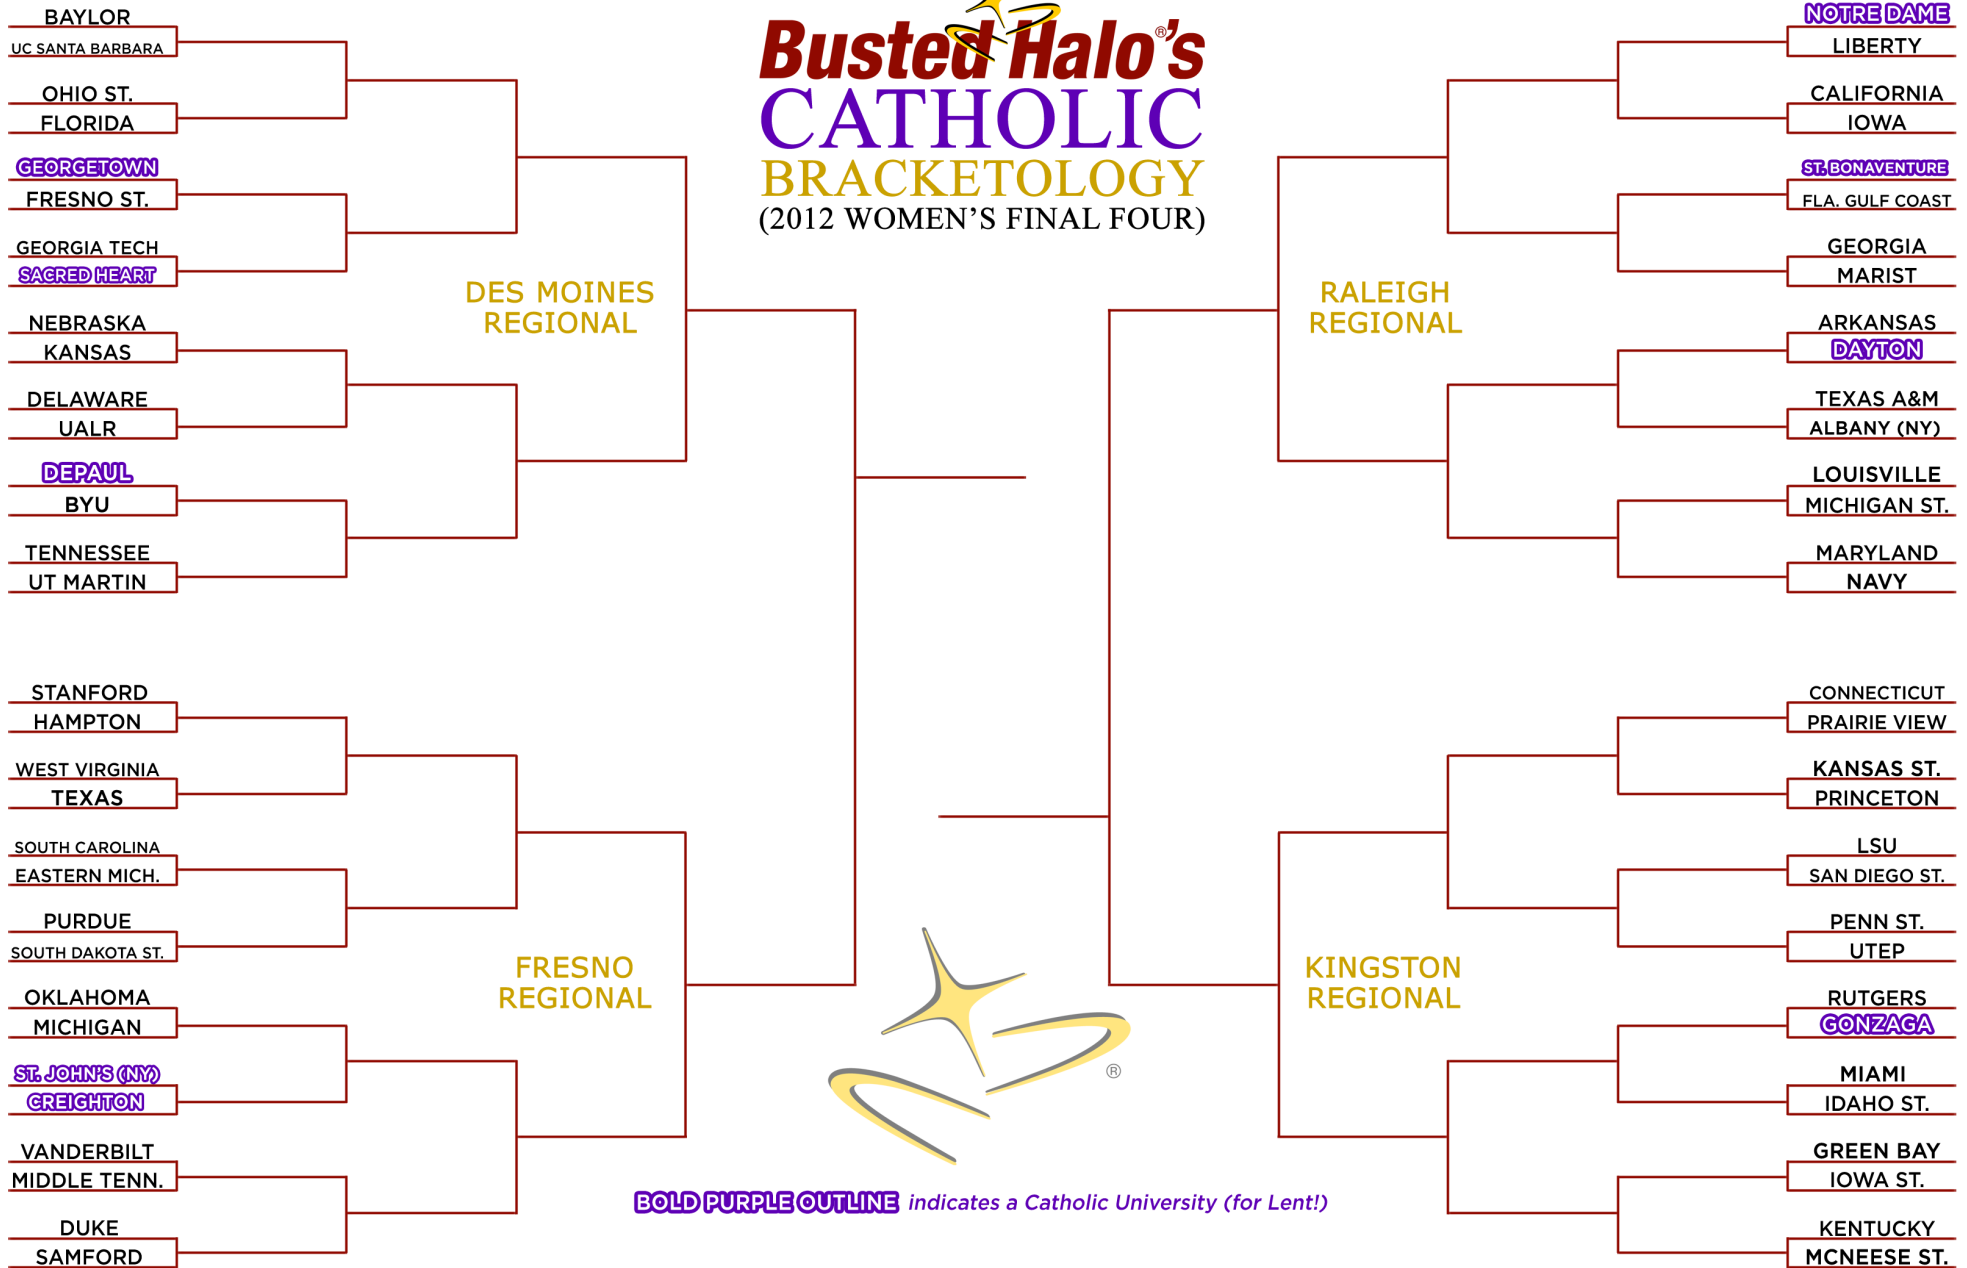 Busted Halo®'s
CATHOLIC
BRACKETOLOGY
(2012 WOMEN'S FINAL FOUR)
BAYLOR
UC SANTA BARBARA
OHIO ST.
FLORIDA
GEORGETOWN
FRESNO ST.
GEORGIA TECH
SACRED HEART
NEBRASKA
KANSAS
DELAWARE
UALR
DEPAUL
BYU
TENNESSEE
UT MARTIN
DES MOINES
REGIONAL
STANFORD
HAMPTON
WEST VIRGINIA
TEXAS
SOUTH CAROLINA
EASTERN MICH.
PURDUE
SOUTH DAKOTA ST.
OKLAHOMA
MICHIGAN
ST. JOHN'S (NY)
CREIGHTON
VANDERBILT
MIDDLE TENN.
DUKE
SAMFORD
FRESNO
REGIONAL
NOTRE DAME
LIBERTY
CALIFORNIA
IOWA
ST. BONAVENTURE
FLA. GULF COAST
GEORGIA
MARIST
ARKANSAS
DAYTON
TEXAS A&M
ALBANY (NY)
LOUISVILLE
MICHIGAN ST.
MARYLAND
NAVY
RALEIGH
REGIONAL
CONNECTICUT
PRAIRIE VIEW
KANSAS ST.
PRINCETON
LSU
SAN DIEGO ST.
PENN ST.
UTEP
RUTGERS
GONZAGA
MIAMI
IDAHO ST.
GREEN BAY
IOWA ST.
KENTUCKY
MCNEESE ST.
KINGSTON
REGIONAL
®
BOLD PURPLE OUTLINE indicates a Catholic University (for Lent!)